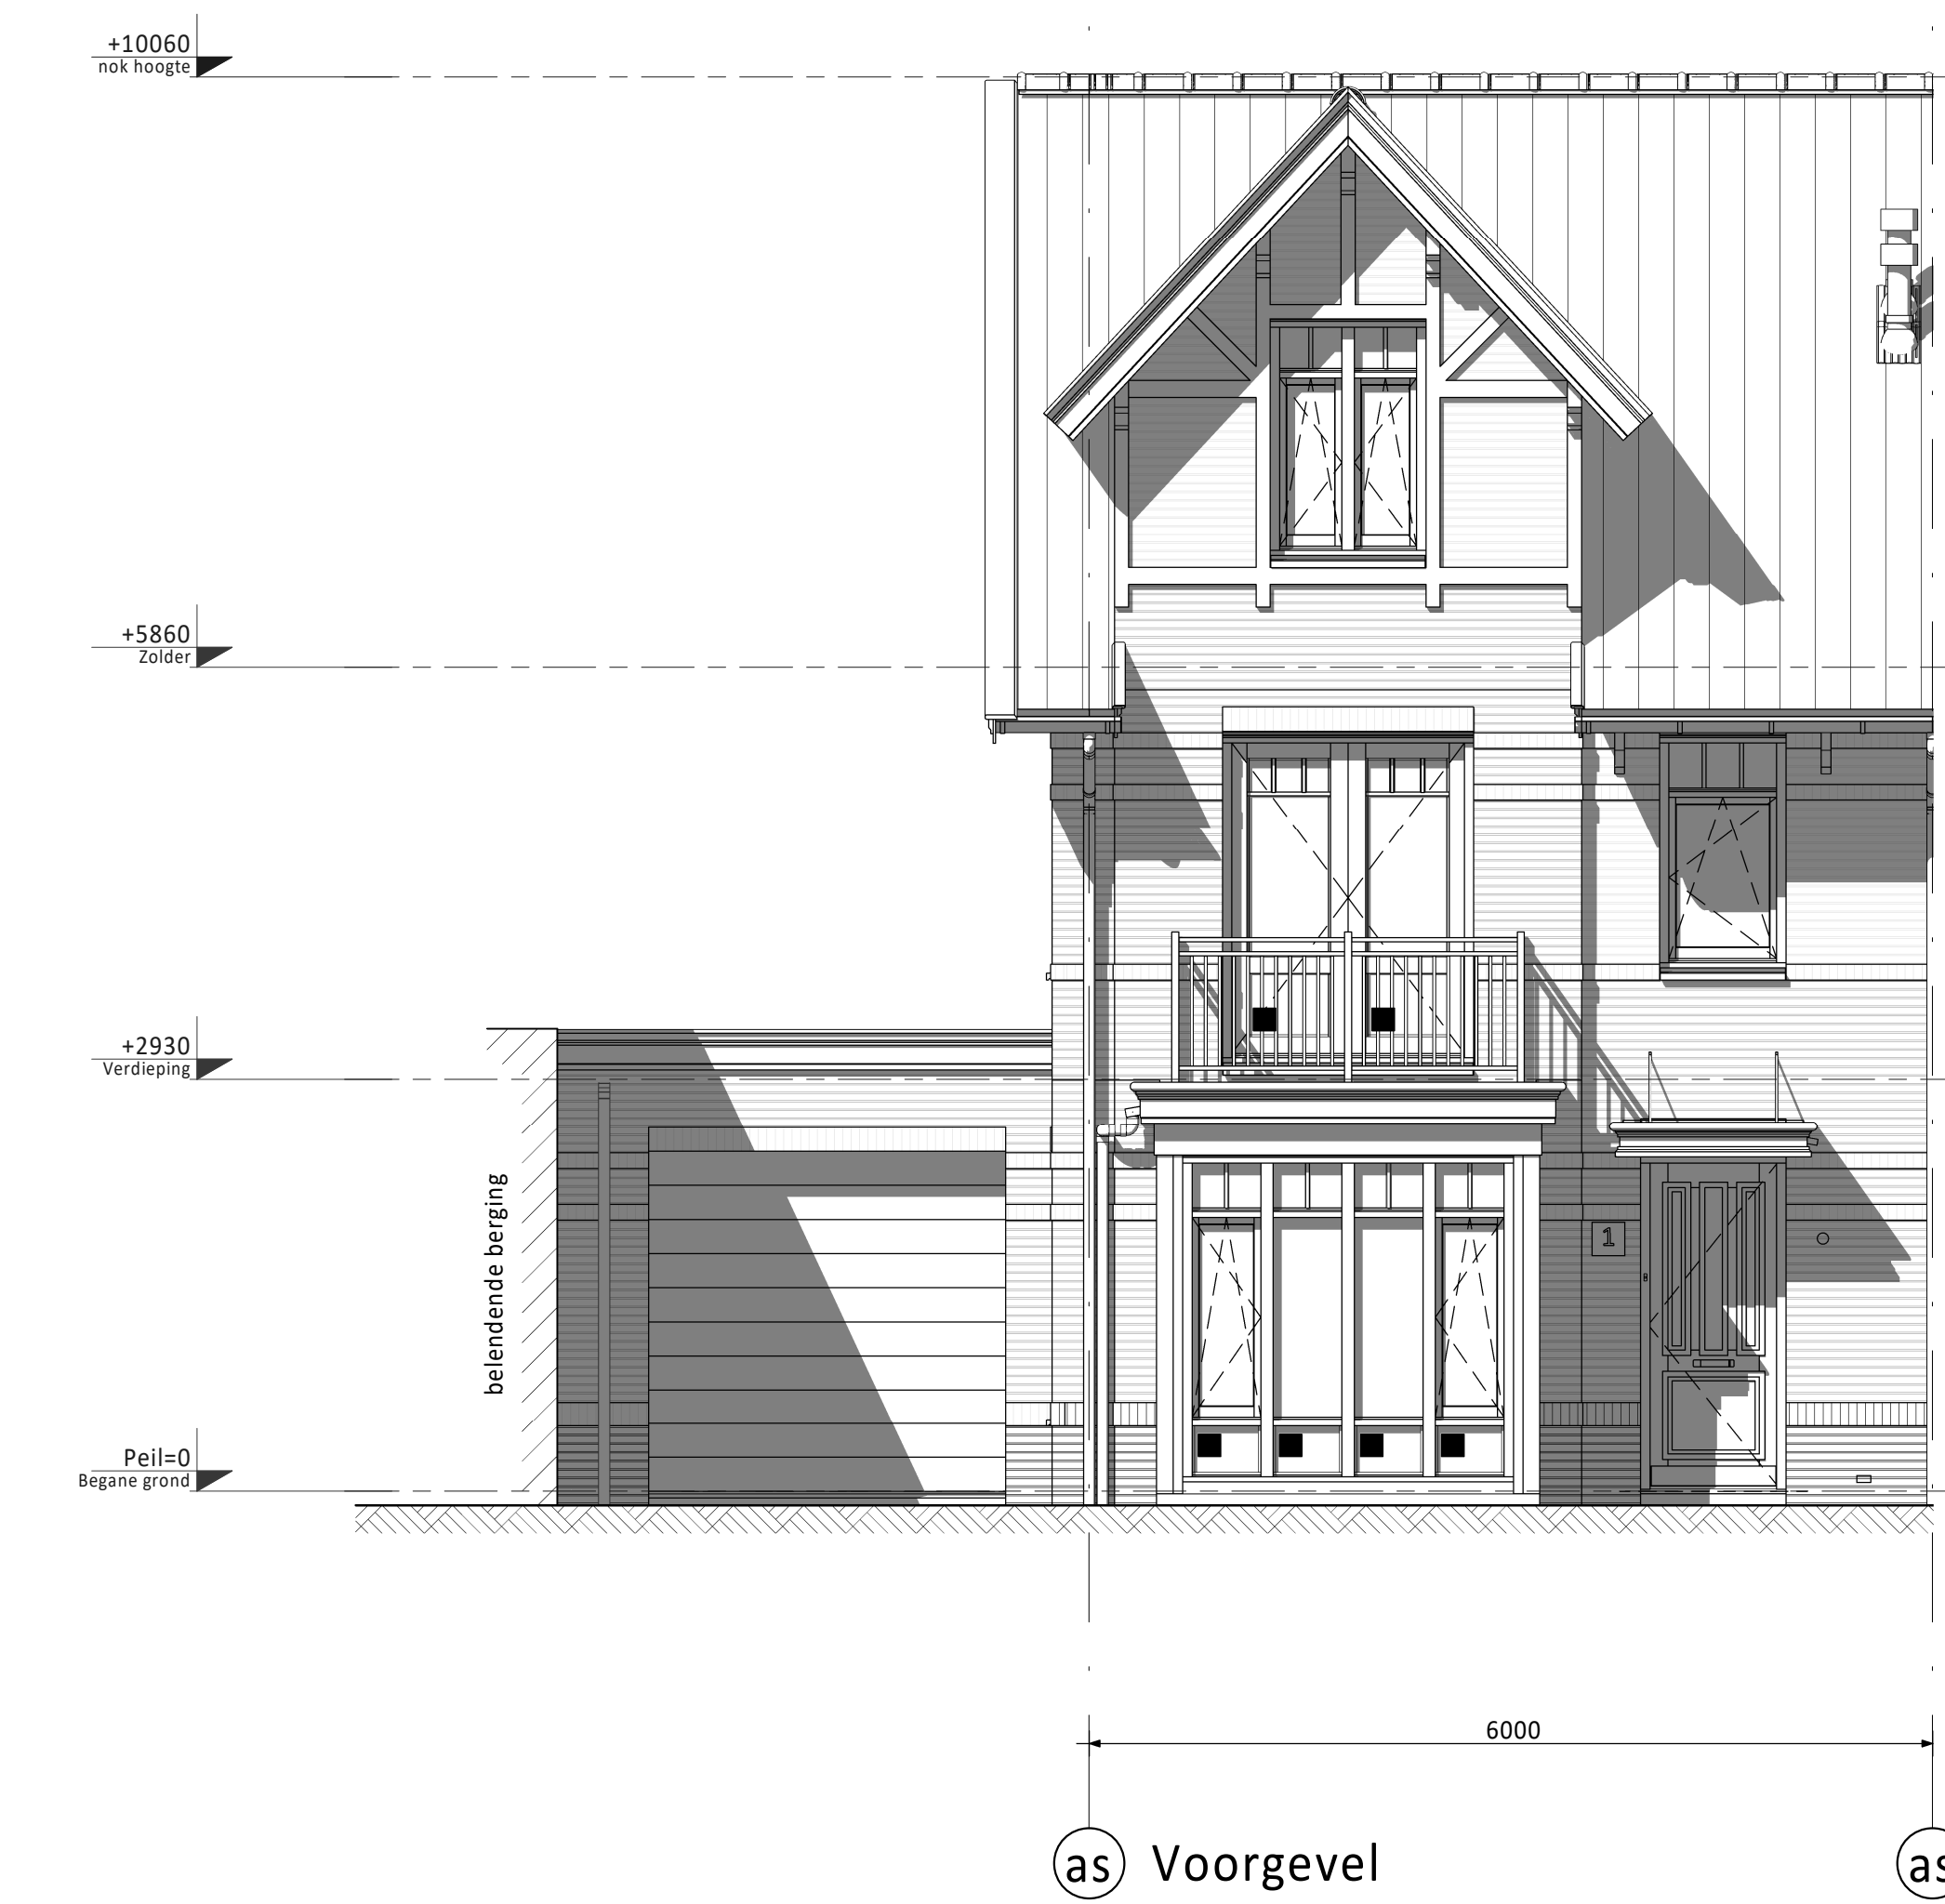 +10060
nok hoogte
+5860
Zolder
+2930
Verdieping
belendende berging
1
Peil=0
Begane grond
6000
as
Voorgevel
as